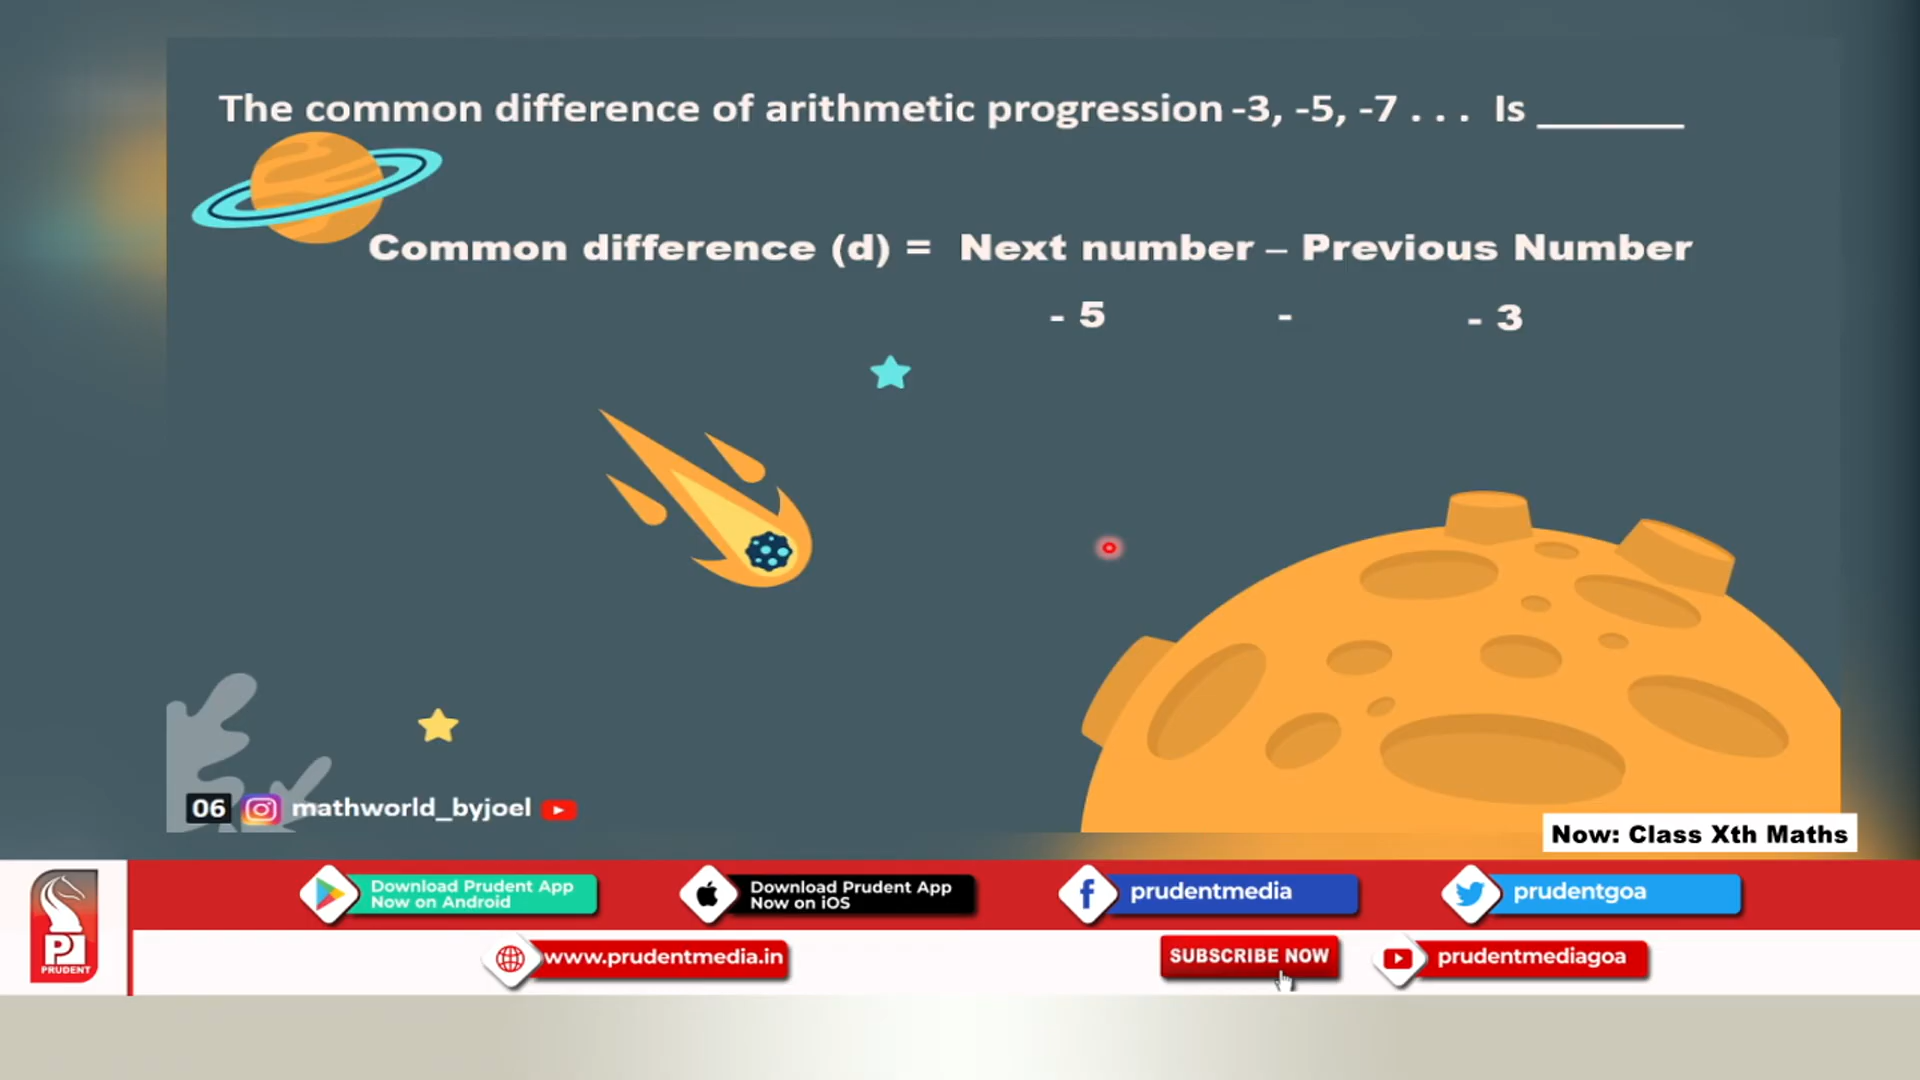 The common difference of arithmetic progression -3, -5, -7 . . . Is _______
Common difference (d) = Next number – Previous Number
- 5 - - 3
06 mathworld_byjoel
Now: Class Xth Maths
Download Prudent App
Now on Android
Download Prudent App
Now on iOS
prudentmedia
prudentgoa
PRUDENT
www.prudentmedia.in
SUBSCRIBE NOW
prudentmediagoa